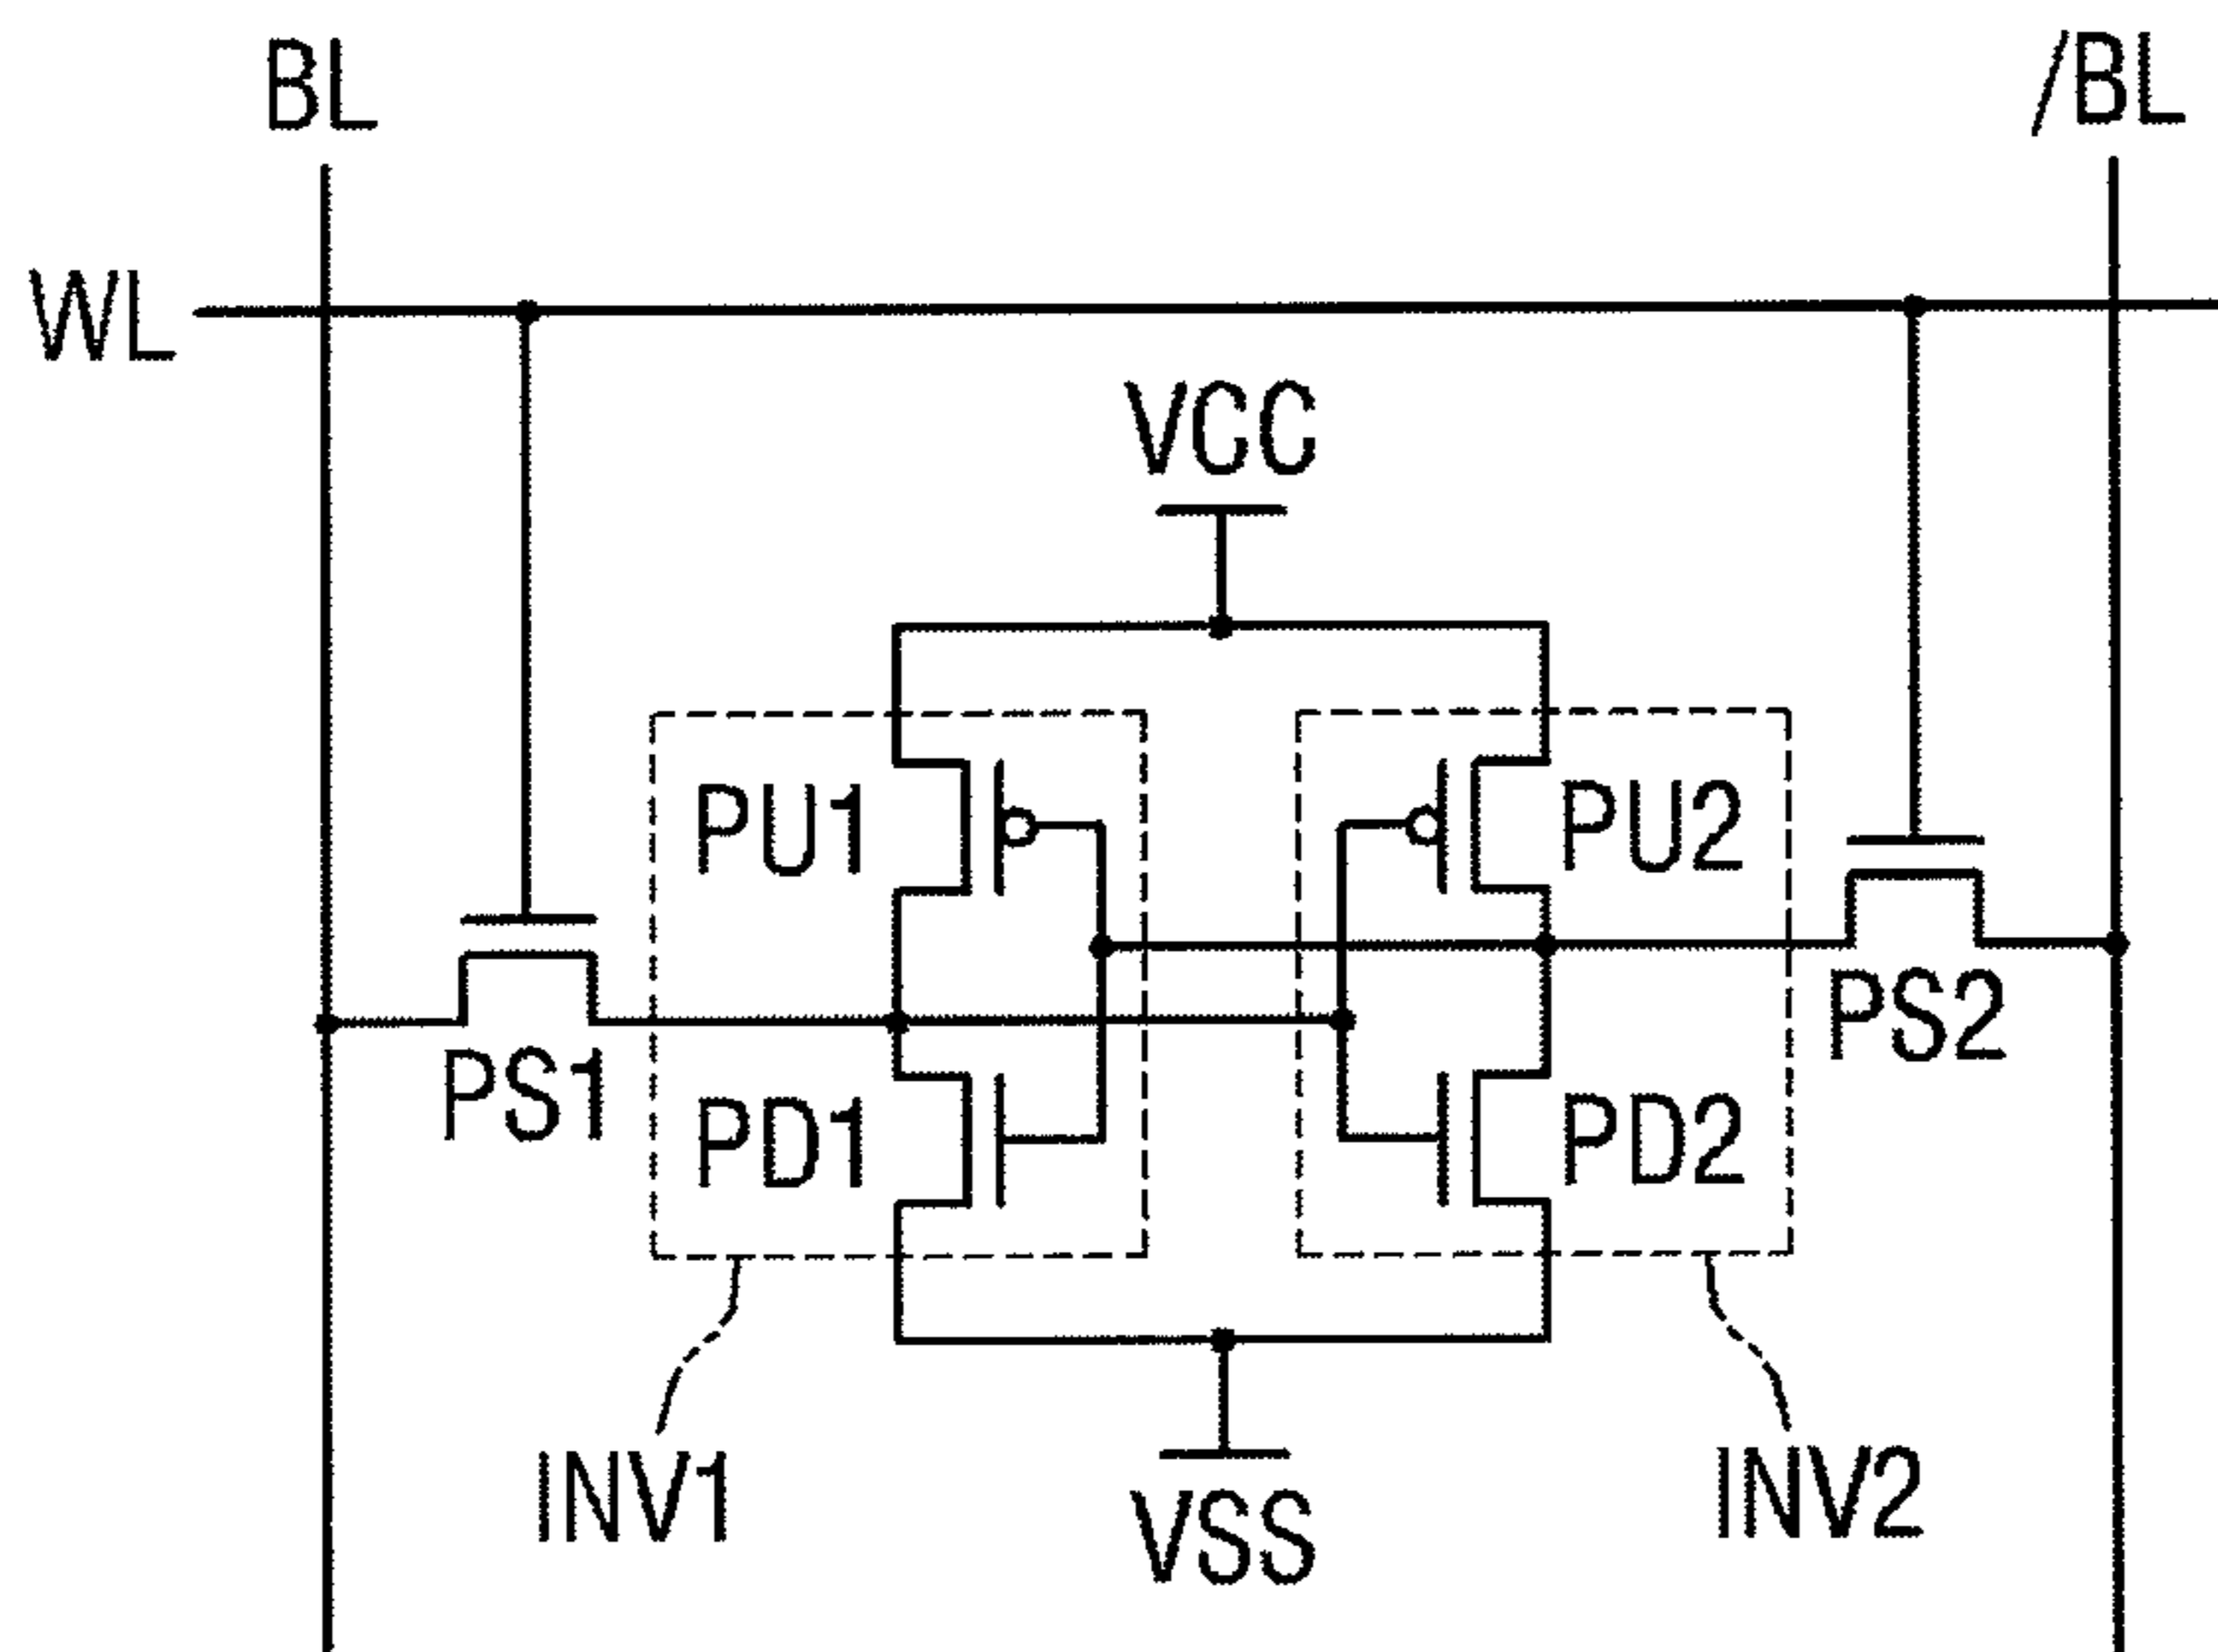 BL
/BL
WL
VCC
PU1
PU2
PS1
PS2
PD1
PD2
INV1
INV2
VSS